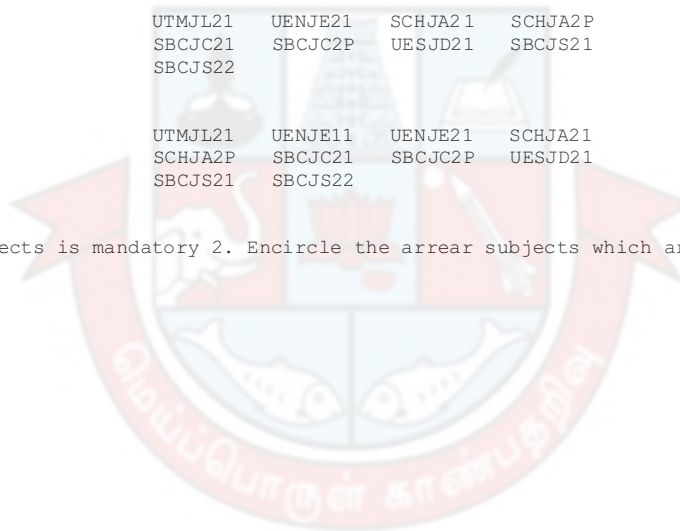 UTMJL21 UENJE21 SCHJA21 SCHJA2P
SBCJC21 SBCJC2P UESJD21 SBCJS21
SBCJS22
UTMJL21 UENJE11 UENJE21 SCHJA21
SCHJA2P SBCJC21 SBCJC2P UESJD21
SBCJS21 SBCJS22
ects is mandatory 2. Encircle the arrear subjects which ar
மெய்ப்பொருள் காண்பதறிவு